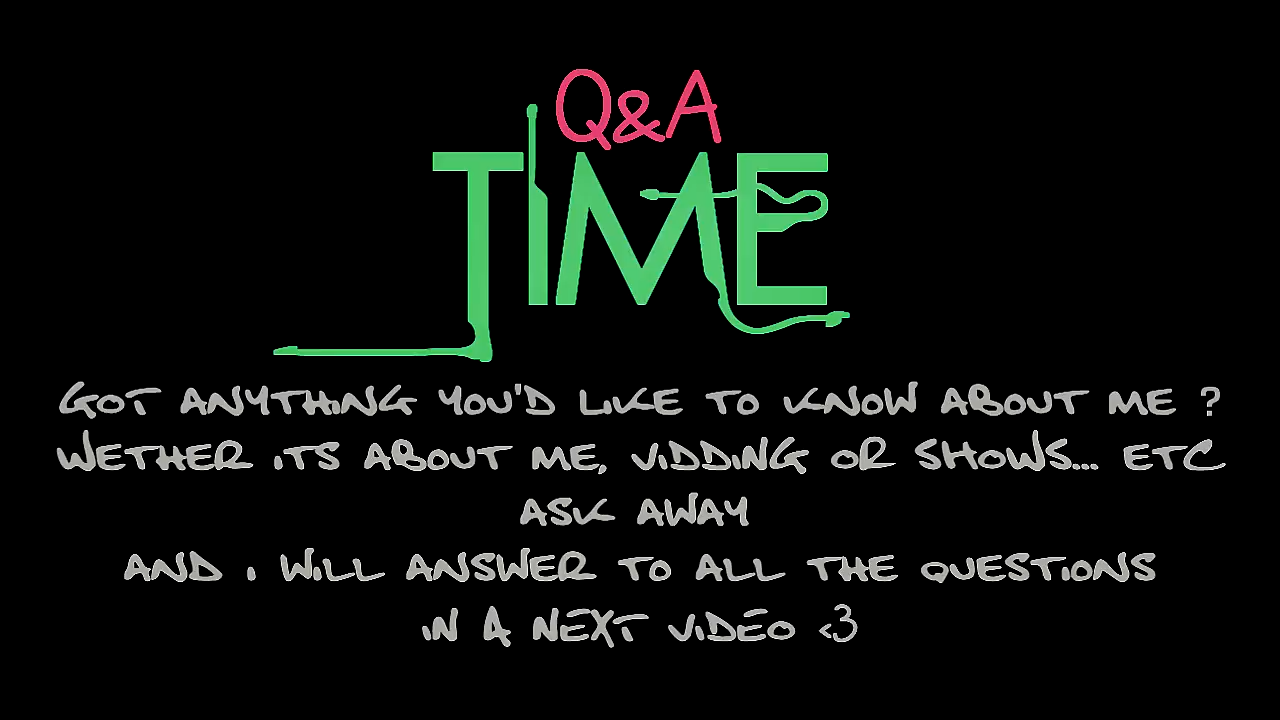 Q&A
TIME
GOT ANYTHING YOU'D LIKE TO KNOW ABOUT ME ?
WETHER ITS ABOUT ME, VIDDING OR SHOWS... ETC
ASK AWAY
AND I WILL ANSWER TO ALL THE QUESTIONS
IN A NEXT VIDEO <3